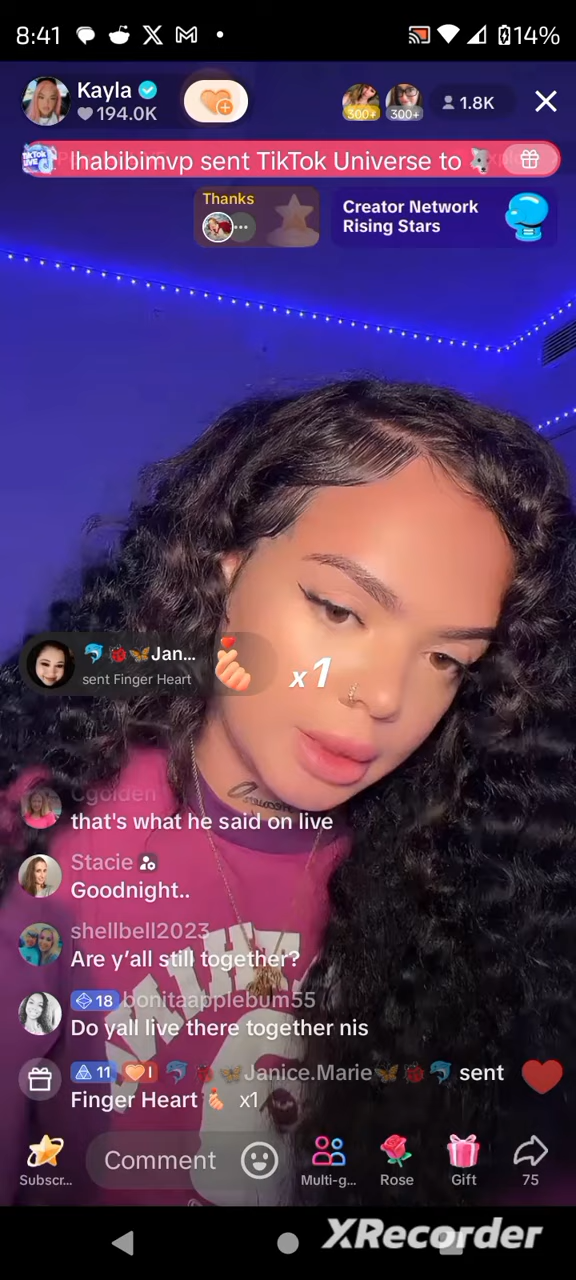 8:41
14%
Kayla
194.0K
300+
300+
1.8K
lhabibimvp sent TikTok Universe to
Thanks
Creator Network
Rising Stars
Jan...
sent Finger Heart
x1
Cgolden
that's what he said on live
Stacie
Goodnight..
shellbell2023
Are y'all still together?
18 bonitaapplebum55
Do yall live there together nis
11 I Janice.Marie sent
Finger Heart x1
Subscr...
Comment
Multi-g...
Rose
Gift
75
XRecorder